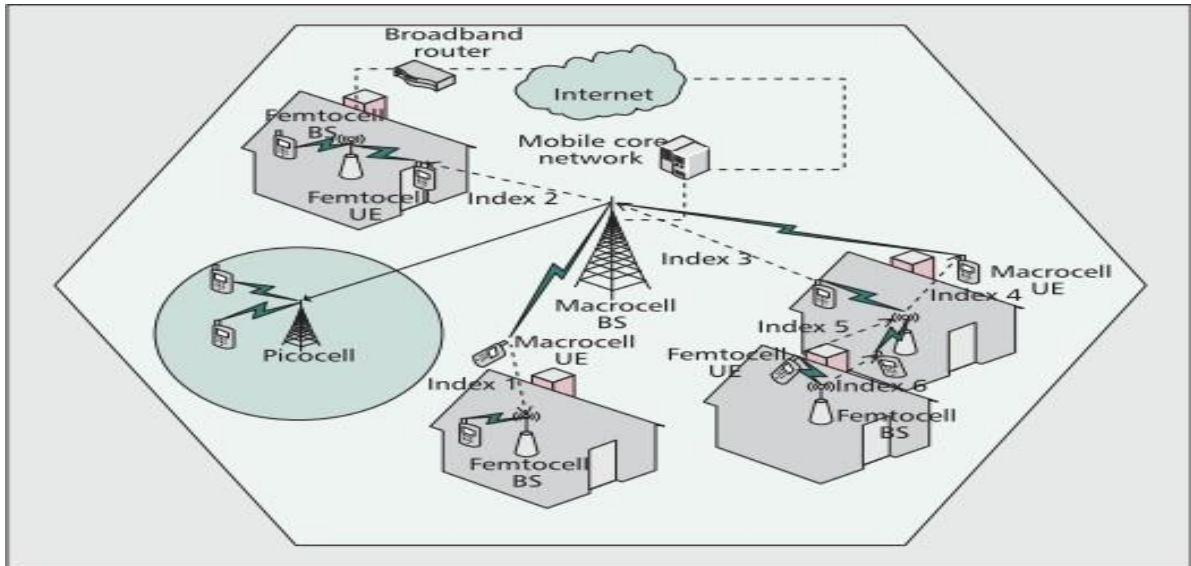 Broadband
router
Internet
Femtocell
BS
Mobile core
network
Femtocell
UE
Index 2
Index 3
Macrocell
UE
Index 4
Macrocell
BS
Index 5
Picocell
Macrocell
UE
Femtocell
UE
Index 1
Index 6
Femtocell
BS
Femtocell
BS